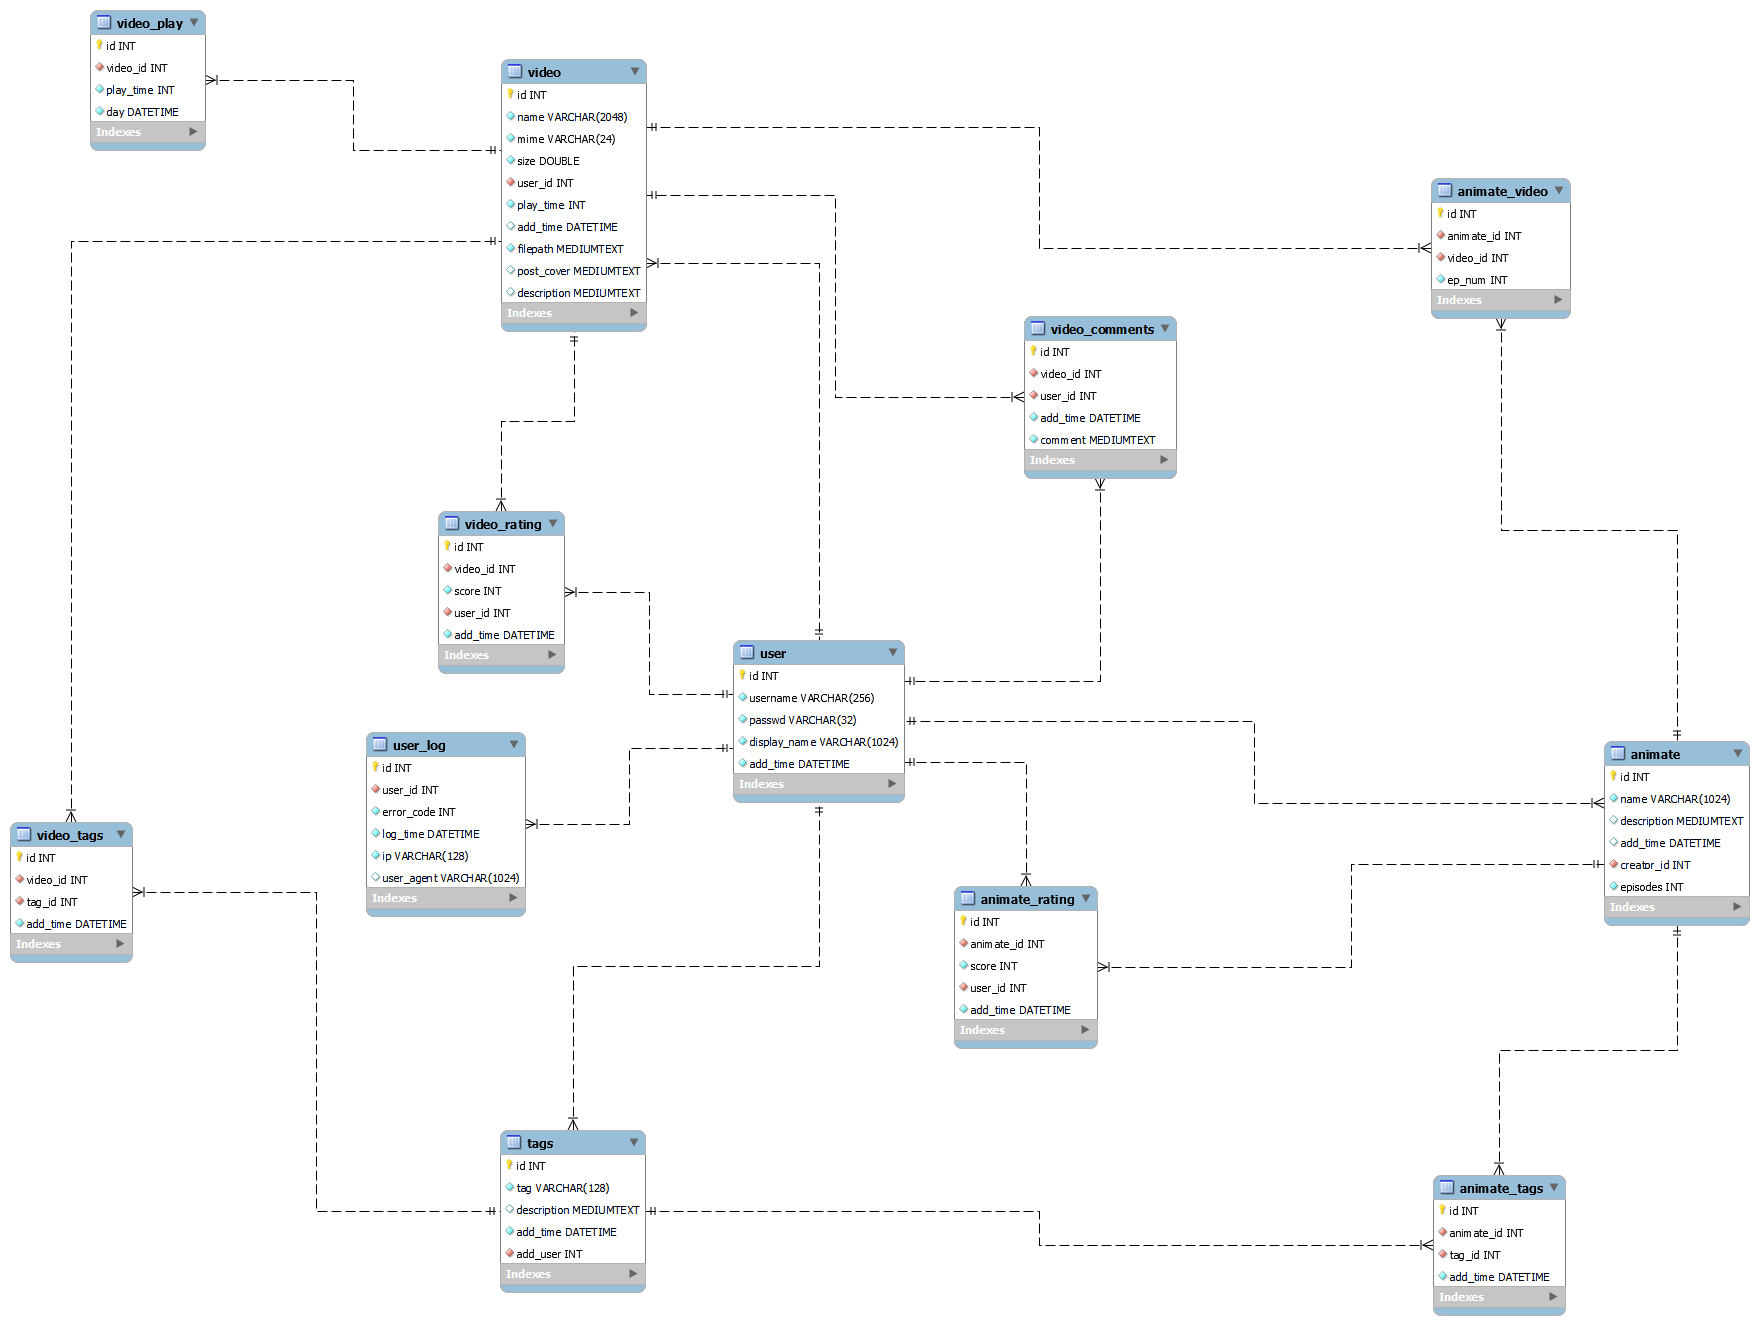 video_play
id INT
video_id INT
play_time INT
day DATETIME
Indexes
video
id INT
name VARCHAR(2048)
mime VARCHAR(24)
size DOUBLE
user_id INT
play_time INT
add_time DATETIME
filepath MEDIUMTEXT
post_cover MEDIUMTEXT
description MEDIUMTEXT
Indexes
animate_video
id INT
animate_id INT
video_id INT
ep_num INT
Indexes
video_comments
id INT
video_id INT
user_id INT
add_time DATETIME
comment MEDIUMTEXT
Indexes
video_rating
id INT
video_id INT
score INT
user_id INT
add_time DATETIME
Indexes
user
id INT
username VARCHAR(256)
passwd VARCHAR(32)
display_name VARCHAR(1024)
add_time DATETIME
Indexes
user_log
id INT
user_id INT
error_code INT
log_time DATETIME
ip VARCHAR(128)
user_agent VARCHAR(1024)
Indexes
animate
id INT
name VARCHAR(1024)
description MEDIUMTEXT
add_time DATETIME
creator_id INT
episodes INT
Indexes
video_tags
id INT
video_id INT
tag_id INT
add_time DATETIME
Indexes
animate_rating
id INT
animate_id INT
score INT
user_id INT
add_time DATETIME
Indexes
tags
id INT
tag VARCHAR(128)
description MEDIUMTEXT
add_time DATETIME
add_user INT
Indexes
animate_tags
id INT
animate_id INT
tag_id INT
add_time DATETIME
Indexes